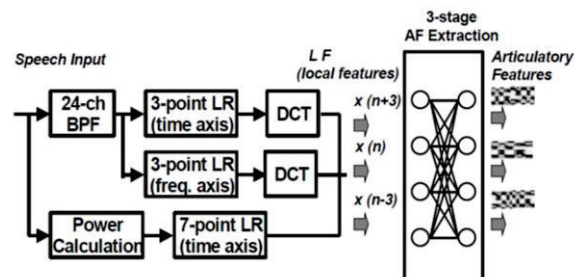 3-stage
AF Extraction
Speech Input
L F
(local features)
Articulatory
Features
24-ch
BPF
3-point LR
(time axis)
DCT
x (n+3)
3-point LR
(freq. axis)
DCT
x (n)
Power
Calculation
7-point LR
(time axis)
x (n-3)